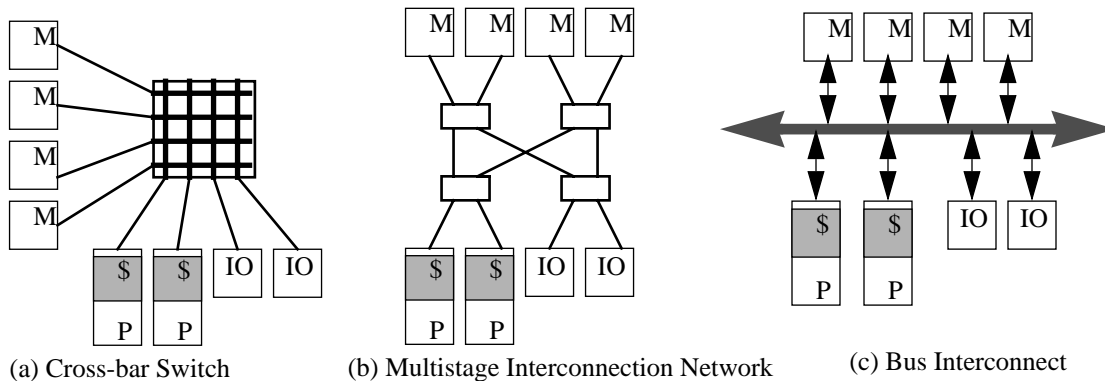 M
M
M
M
$ $ IO IO
P P
(a) Cross-bar Switch
M M M M
$ $ IO IO
P P
(b) Multistage Interconnection Network
M M M M
$ $ IO IO
P P
(c) Bus Interconnect